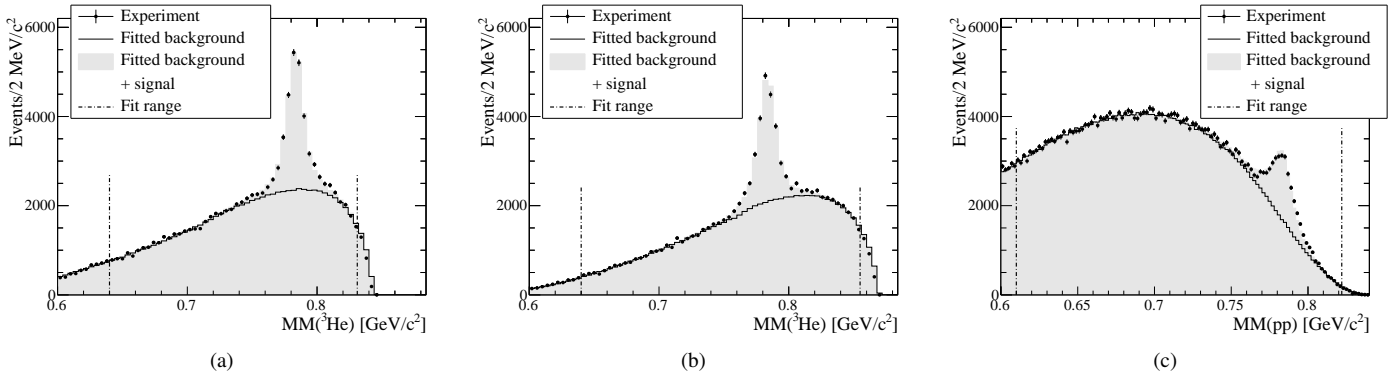 Events/2 MeV/c²
6000
4000
2000
0
0.6
0.7
0.8
MM(³He) [GeV/c²]
Experiment
Fitted background
Fitted background
+ signal
Fit range
(a)
Events/2 MeV/c²
6000
4000
2000
0
0.6
0.7
0.8
MM(³He) [GeV/c²]
Experiment
Fitted background
Fitted background
+ signal
Fit range
(b)
Events/2 MeV/c²
6000
4000
2000
0
0.6
0.65
0.7
0.75
0.8
MM(pp) [GeV/c²]
Experiment
Fitted background
Fitted background
+ signal
Fit range
(c)